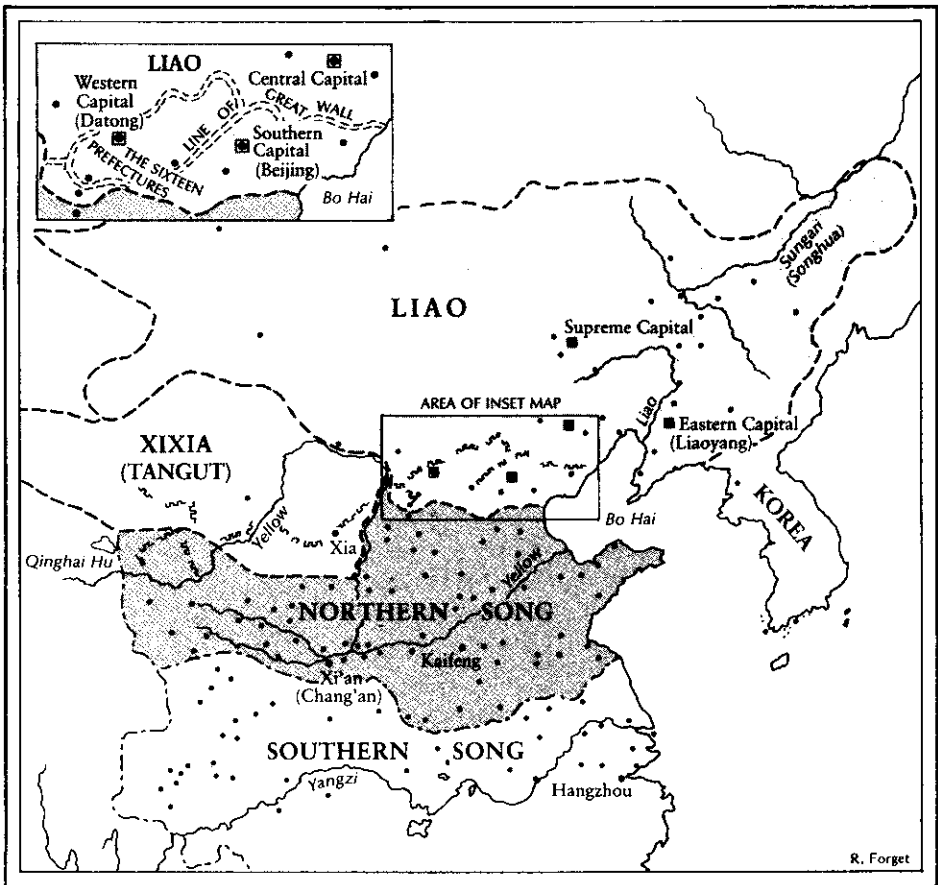 LIAO
Western
Capital
(Datong)
Central Capital
LINE OF GREAT WALL
THE SIXTEEN
PREFECTURES
Southern
Capital
(Beijing)
Bo Hai
LIAO
Sungari
(Songhua)
Supreme Capital
AREA OF INSET MAP
Liao
Eastern Capital
(Liaoyang)
XIXIA
(TANGUT)
Yellow
KOREA
Bo Hai
Xia
Qinghai Hu
Yellow
NORTHERN SONG
Kaifeng
Xi'an
(Chang'an)
SOUTHERN SONG
Yangzi
Hangzhou
R. Forget